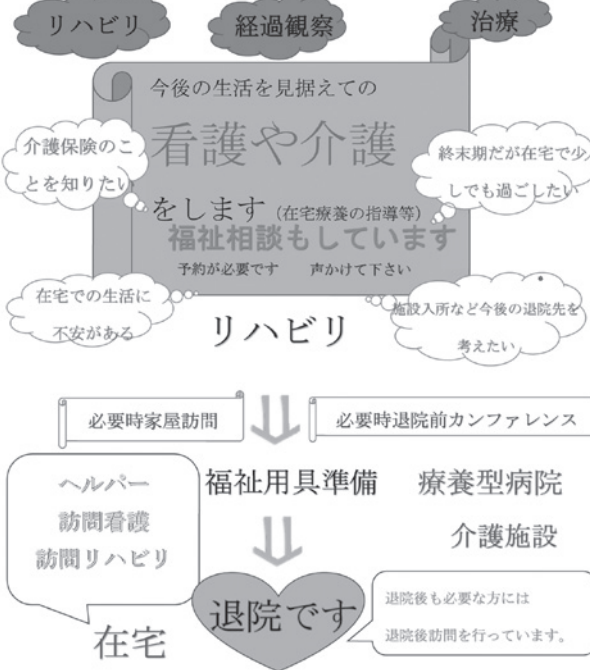 リハビリ
経過観察
治療
今後の生活を見据えての
看護や介護
をします（在宅療養の指導等）
福祉相談もしています
予約が必要です　声かけて下さい
介護保険のこ
とを知りたい
終末期だが在宅で少
しでも過ごしたい
在宅での生活に
不安がある
施設入所など今後の退院先を
考えたい
リハビリ
必要時家屋訪問
必要時退院前カンファレンス
ヘルパー
訪問看護
訪問リハビリ
福祉用具準備
療養型病院
介護施設
在宅
退院です
退院後も必要な方には
退院後訪問を行っています。